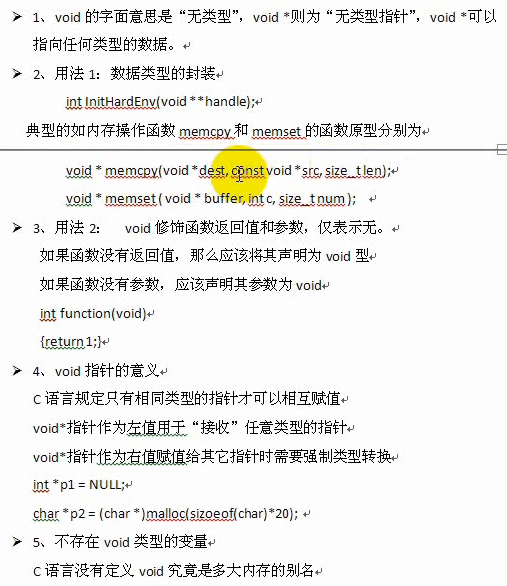 ➤ 1、void 的字面意思是“无类型”，void *则为“无类型指针”，void *可以
指向任何类型的数据。
➤ 2、用法 1：数据类型的封装
int InitHardEnv(void **handle);
典型的如内存操作函数 memcpy 和 memset 的函数原型分别为
void * memcpy(void *dest, const void *src, size_t len);
void * memset ( void * buffer, int c, size_t num );
➤ 3、用法 2： void 修饰函数返回值和参数，仅表示无。
如果函数没有返回值，那么应该将其声明为 void 型
如果函数没有参数，应该声明其参数为 void
int function(void)
{return 1;}
➤ 4、void 指针的意义
C 语言规定只有相同类型的指针才可以相互赋值
void*指针作为左值用于“接收”任意类型的指针
void*指针作为右值赋值给其它指针时需要强制类型转换
int *p1 = NULL;
char *p2 = (char *)malloc(sizoeof(char)*20);
➤ 5、不存在 void 类型的变量
C 语言没有定义 void 究竟是多大内存的别名